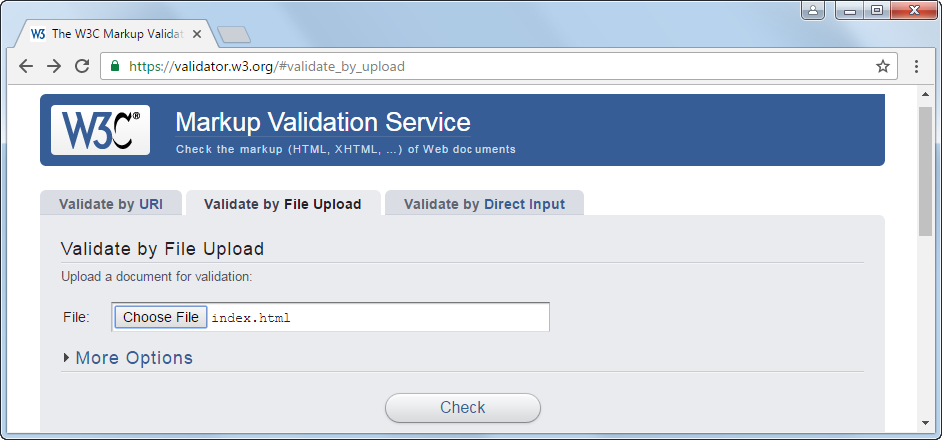 W3 The W3C Markup Validat
https://validator.w3.org/#validate_by_upload
W3C®
Markup Validation Service
Check the markup (HTML, XHTML, …) of Web documents
Validate by URI
Validate by File Upload
Validate by Direct Input
Validate by File Upload
Upload a document for validation:
File: Choose File index.html
More Options
Check